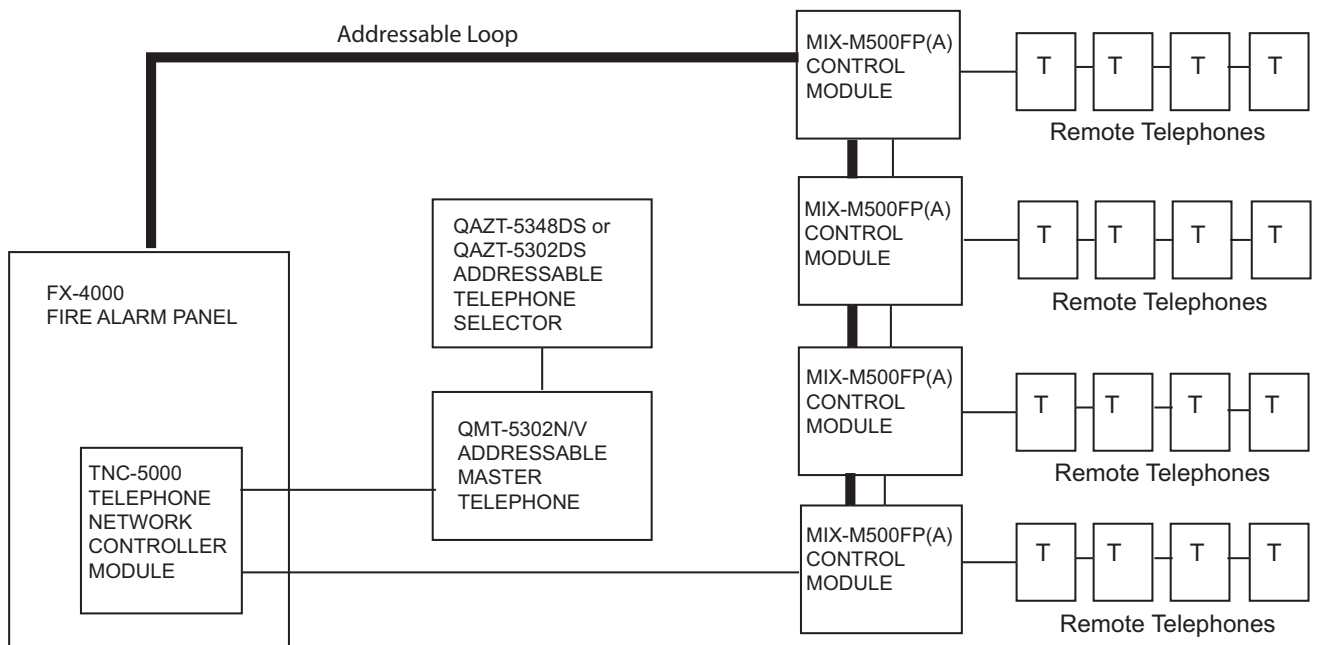 Addressable Loop
MIX-M500FP(A)
CONTROL
MODULE
T T T T
Remote Telephones
MIX-M500FP(A)
CONTROL
MODULE
T T T T
Remote Telephones
QAZT-5348DS or
QAZT-5302DS
ADDRESSABLE
TELEPHONE
SELECTOR
FX-4000
FIRE ALARM PANEL
MIX-M500FP(A)
CONTROL
MODULE
T T T T
Remote Telephones
QMT-5302N/V
ADDRESSABLE
MASTER
TELEPHONE
TNC-5000
TELEPHONE
NETWORK
CONTROLLER
MODULE
MIX-M500FP(A)
CONTROL
MODULE
T T T T
Remote Telephones